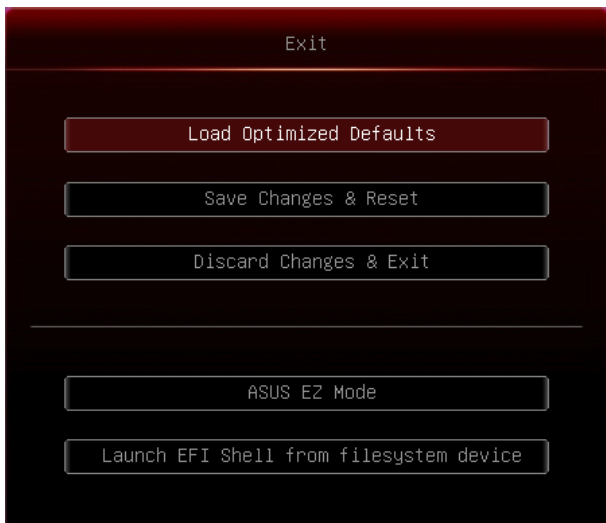 Exit
Load Optimized Defaults
Save Changes & Reset
Discard Changes & Exit
ASUS EZ Mode
Launch EFI Shell from filesystem device